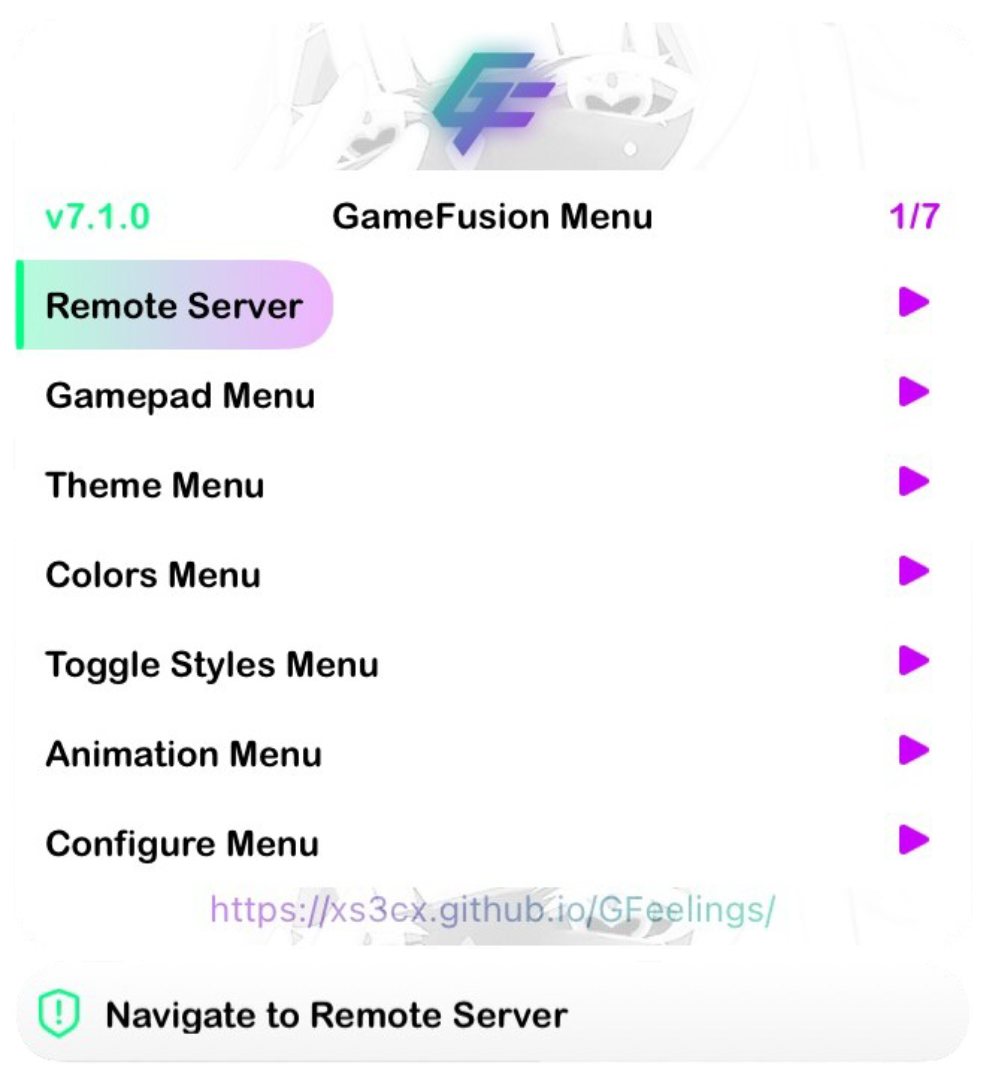 GF
v7.1.0 GameFusion Menu 1/7
Remote Server
Gamepad Menu
Theme Menu
Colors Menu
Toggle Styles Menu
Animation Menu
Configure Menu
https://xs3cx.github.io/GFeelings/
Navigate to Remote Server